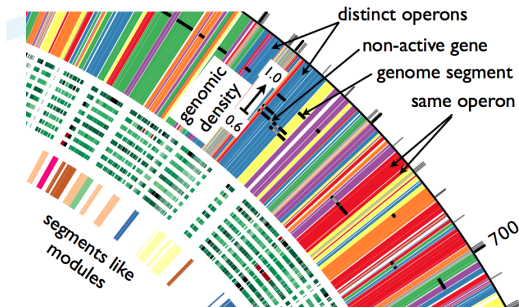 distinct operons
non-active gene
genome segment
same operon
genomic
density
1.0
0.6
700
segments like
modules